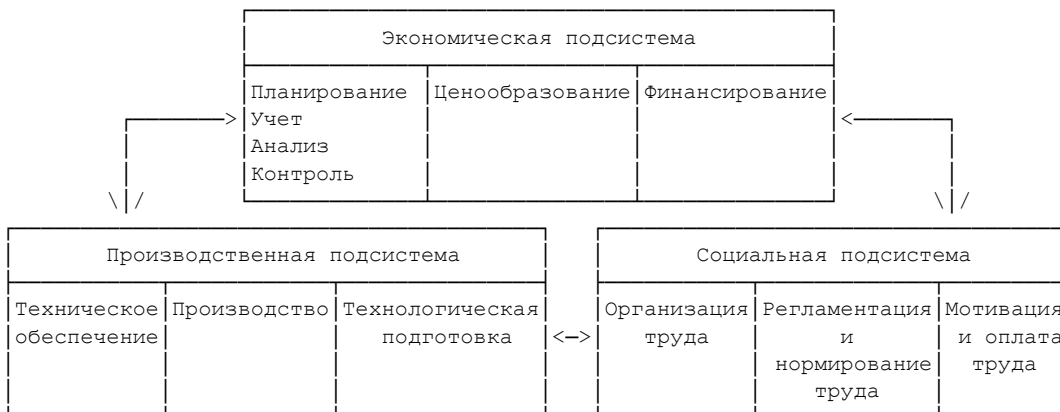 Экономическая подсистема
Планирование Ценообразование Финансирование
Учет
Анализ
Контроль
Производственная подсистема
Техническое Производство Технологическая
обеспечение подготовка
Социальная подсистема
Организация Регламентация Мотивация
труда и и оплата
нормирование труда
труда